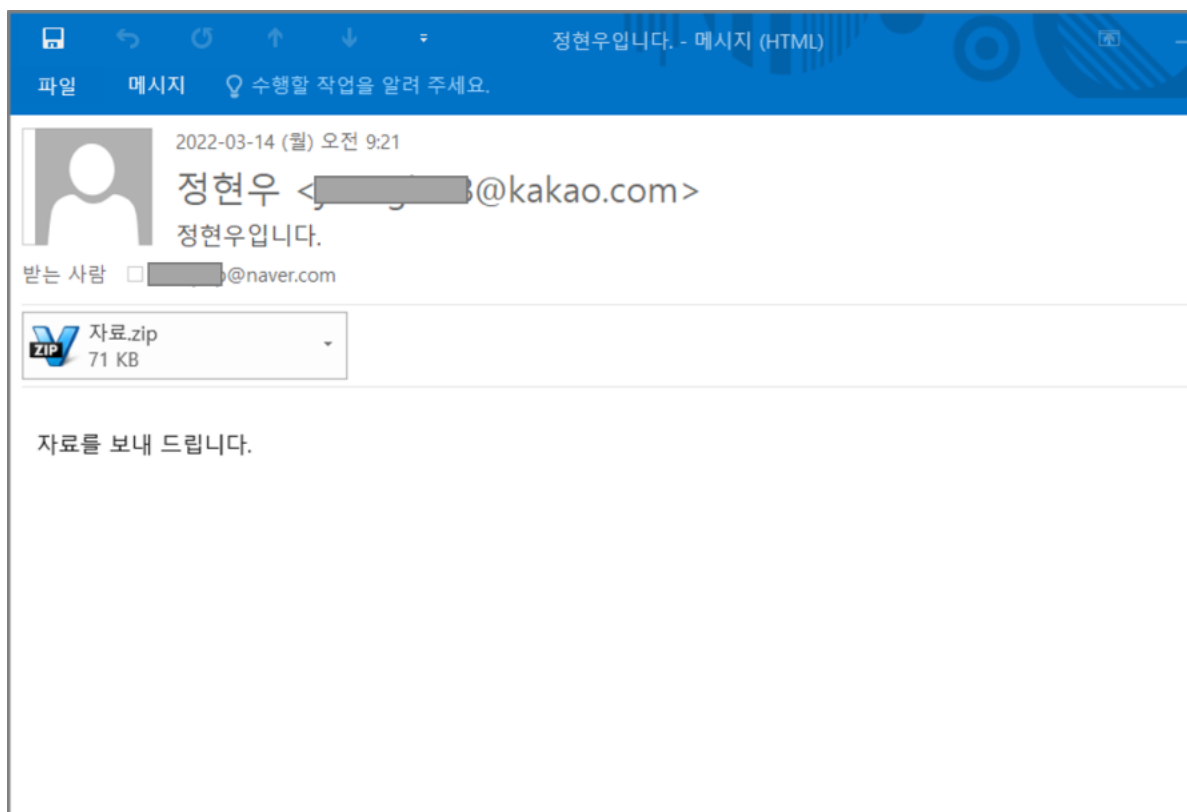 정현우입니다. - 메시지 (HTML)
파일 메시지 수행할 작업을 알려 주세요.
2022-03-14 (월) 오전 9:21
정현우 <@kakao.com>
정현우입니다.
받는 사람 @naver.com
자료.zip
ZIP
71 KB
자료를 보내 드립니다.